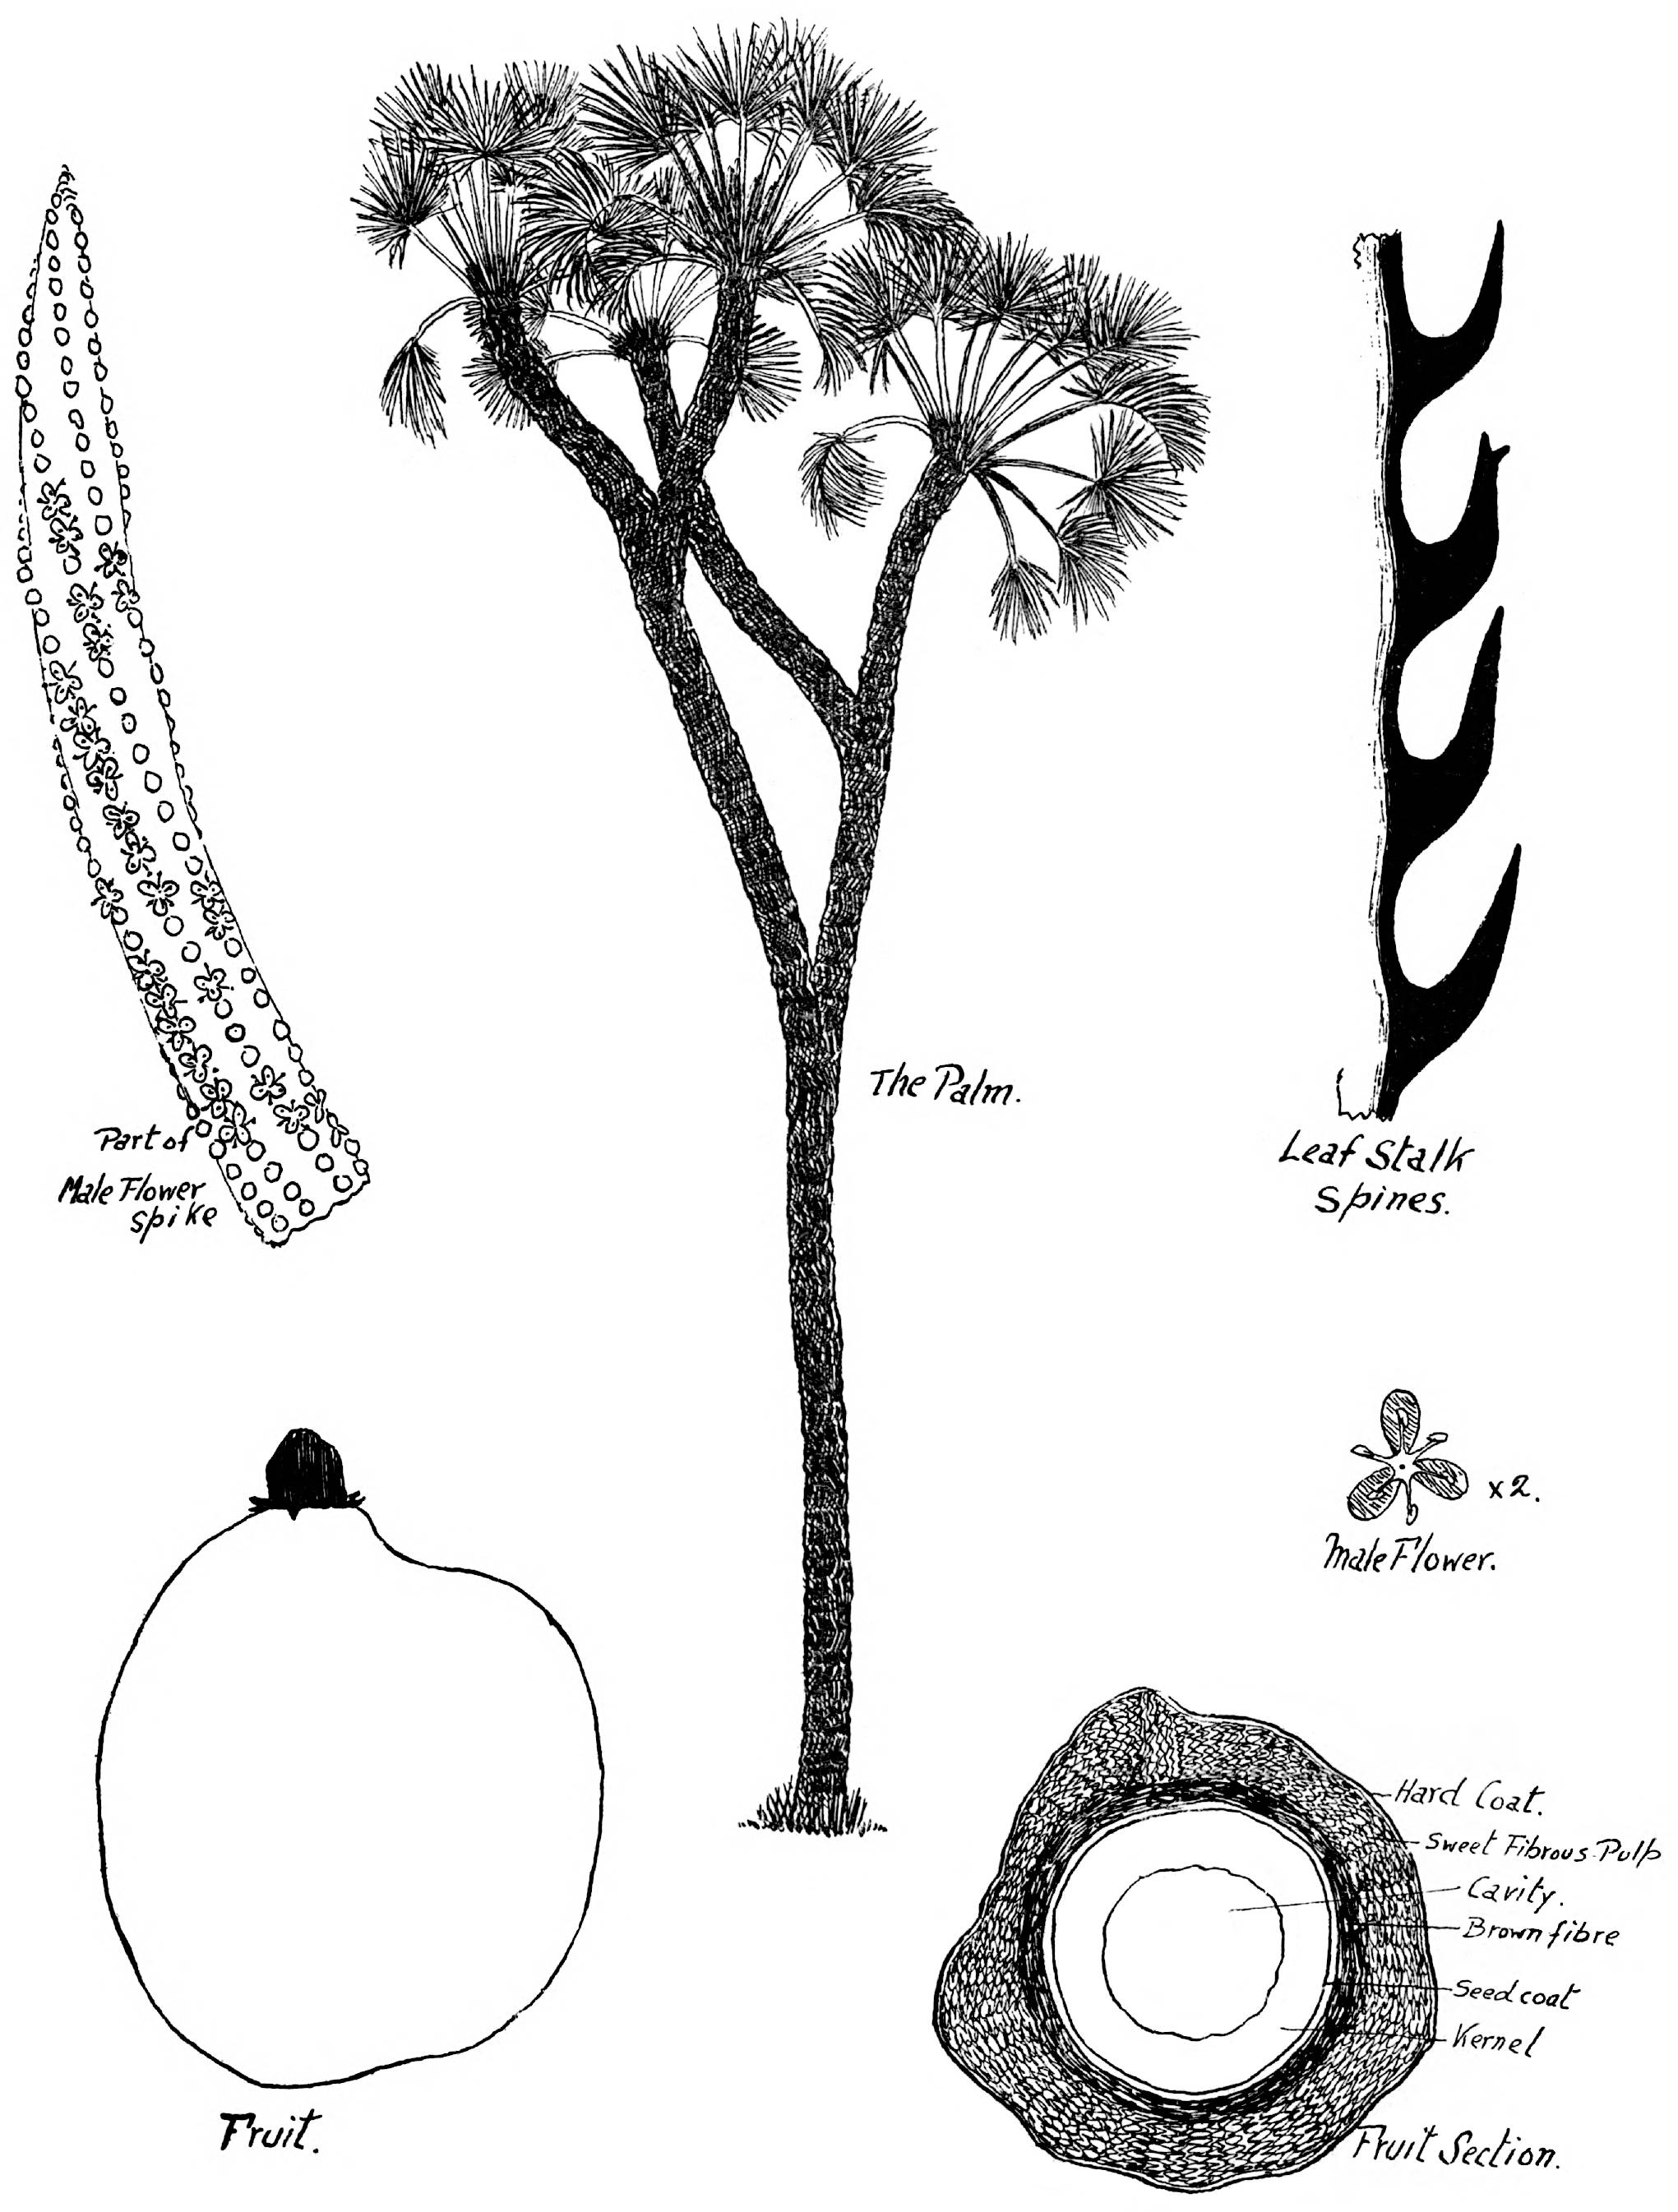 The Palm.
Part of
Male Flower
spike
Leaf Stalk
Spines.
x2.
Male Flower.
Fruit.
Hard Coat.
Sweet Fibrous Pulp
Cavity.
Brown fibre
Seed coat
Kernel
Fruit Section.